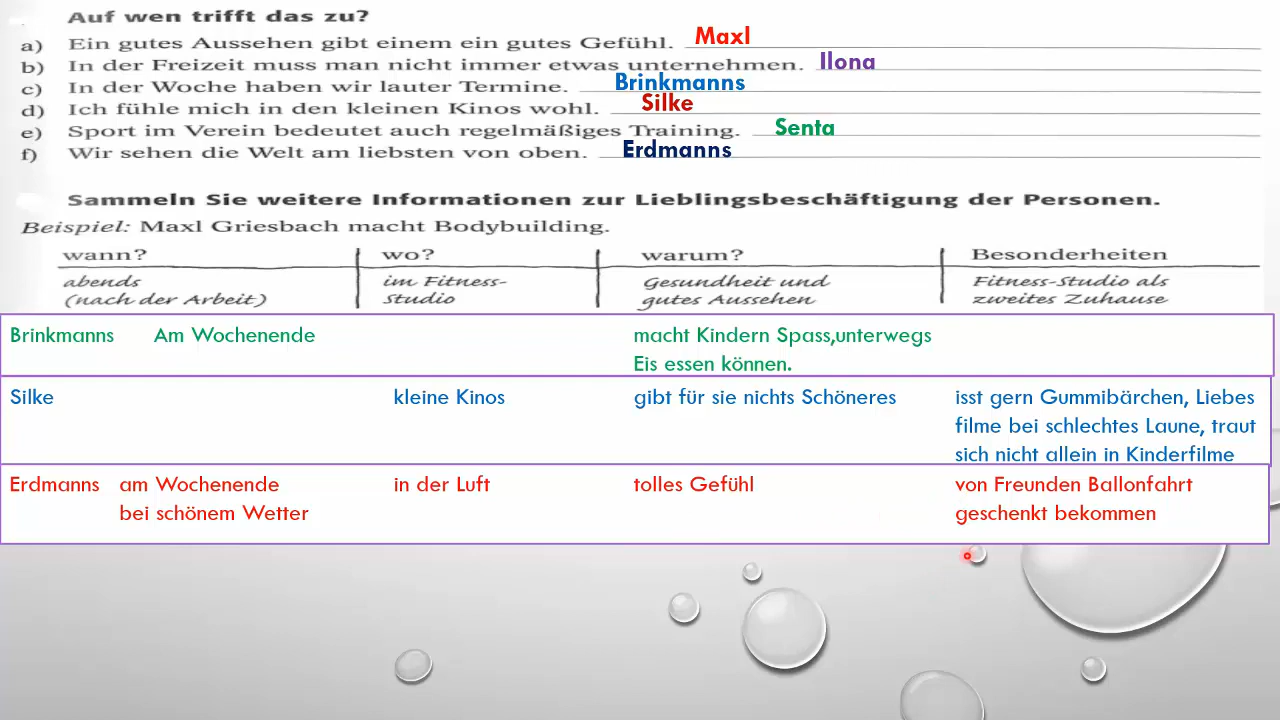 Auf wen trifft das zu?
a) Ein gutes Aussehen gibt einem ein gutes Gefühl. Maxl
b) In der Freizeit muss man nicht immer etwas unternehmen. Ilona
c) In der Woche haben wir lauter Termine. Brinkmanns
d) Ich fühle mich in den kleinen Kinos wohl. Silke
e) Sport im Verein bedeutet auch regelmäßiges Training. Senta
f) Wir sehen die Welt am liebsten von oben. Erdmanns
Sammeln Sie weitere Informationen zur Lieblingsbeschäftigung der Personen.
Beispiel: Maxl Griesbach macht Bodybuilding.
wann? wo? warum? Besonderheiten
abends im Fitness- Gesundheit und Fitness-Studio als
(nach der Arbeit) Studio gutes Aussehen zweites Zuhause
Brinkmanns Am Wochenende macht Kindern Spass,unterwegs
Eis essen können.
Silke kleine Kinos gibt für sie nichts Schöneres isst gern Gummibärchen, Liebes
filme bei schlechtes Laune, traut
sich nicht allein in Kinderfilme
Erdmanns am Wochenende in der Luft tolles Gefühl von Freunden Ballonfahrt
bei schönem Wetter geschenkt bekommen